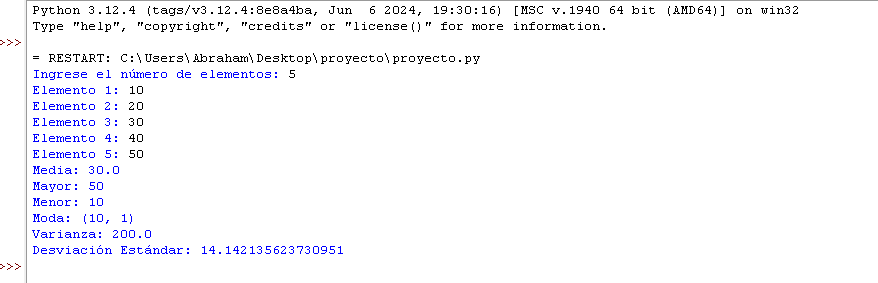 Python 3.12.4 (tags/v3.12.4:8e8a4ba, Jun  6 2024, 19:30:16) [MSC v.1940 64 bit (AMD64)] on win32
Type "help", "copyright", "credits" or "license()" for more information.
>>>
= RESTART: C:\Users\Abraham\Desktop\proyecto\proyecto.py
Ingrese el número de elementos: 5
Elemento 1: 10
Elemento 2: 20
Elemento 3: 30
Elemento 4: 40
Elemento 5: 50
Media: 30.0
Mayor: 50
Menor: 10
Moda: (10, 1)
Varianza: 200.0
Desviación Estándar: 14.142135623730951
>>>